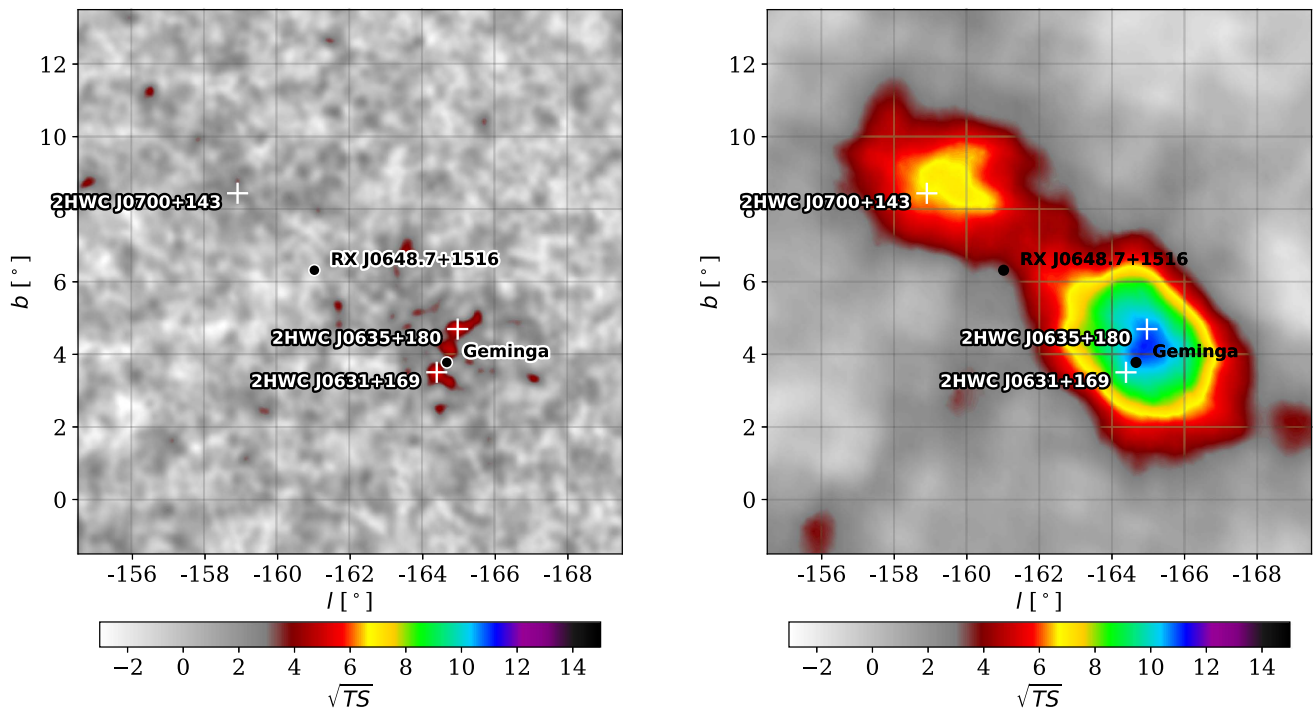 12
10
8
6
4
2
0
b [°]
2HWC J0700+143
RX J0648.7+1516
2HWC J0635+180
Geminga
2HWC J0631+169
-156 -158 -160 -162 -164 -166 -168
l [°]
−2 0 2 4 6 8 10 12 14
√TS
12
10
8
6
4
2
0
b [°]
2HWC J0700+143
RX J0648.7+1516
2HWC J0635+180
Geminga
2HWC J0631+169
-156 -158 -160 -162 -164 -166 -168
l [°]
−2 0 2 4 6 8 10 12 14
√TS